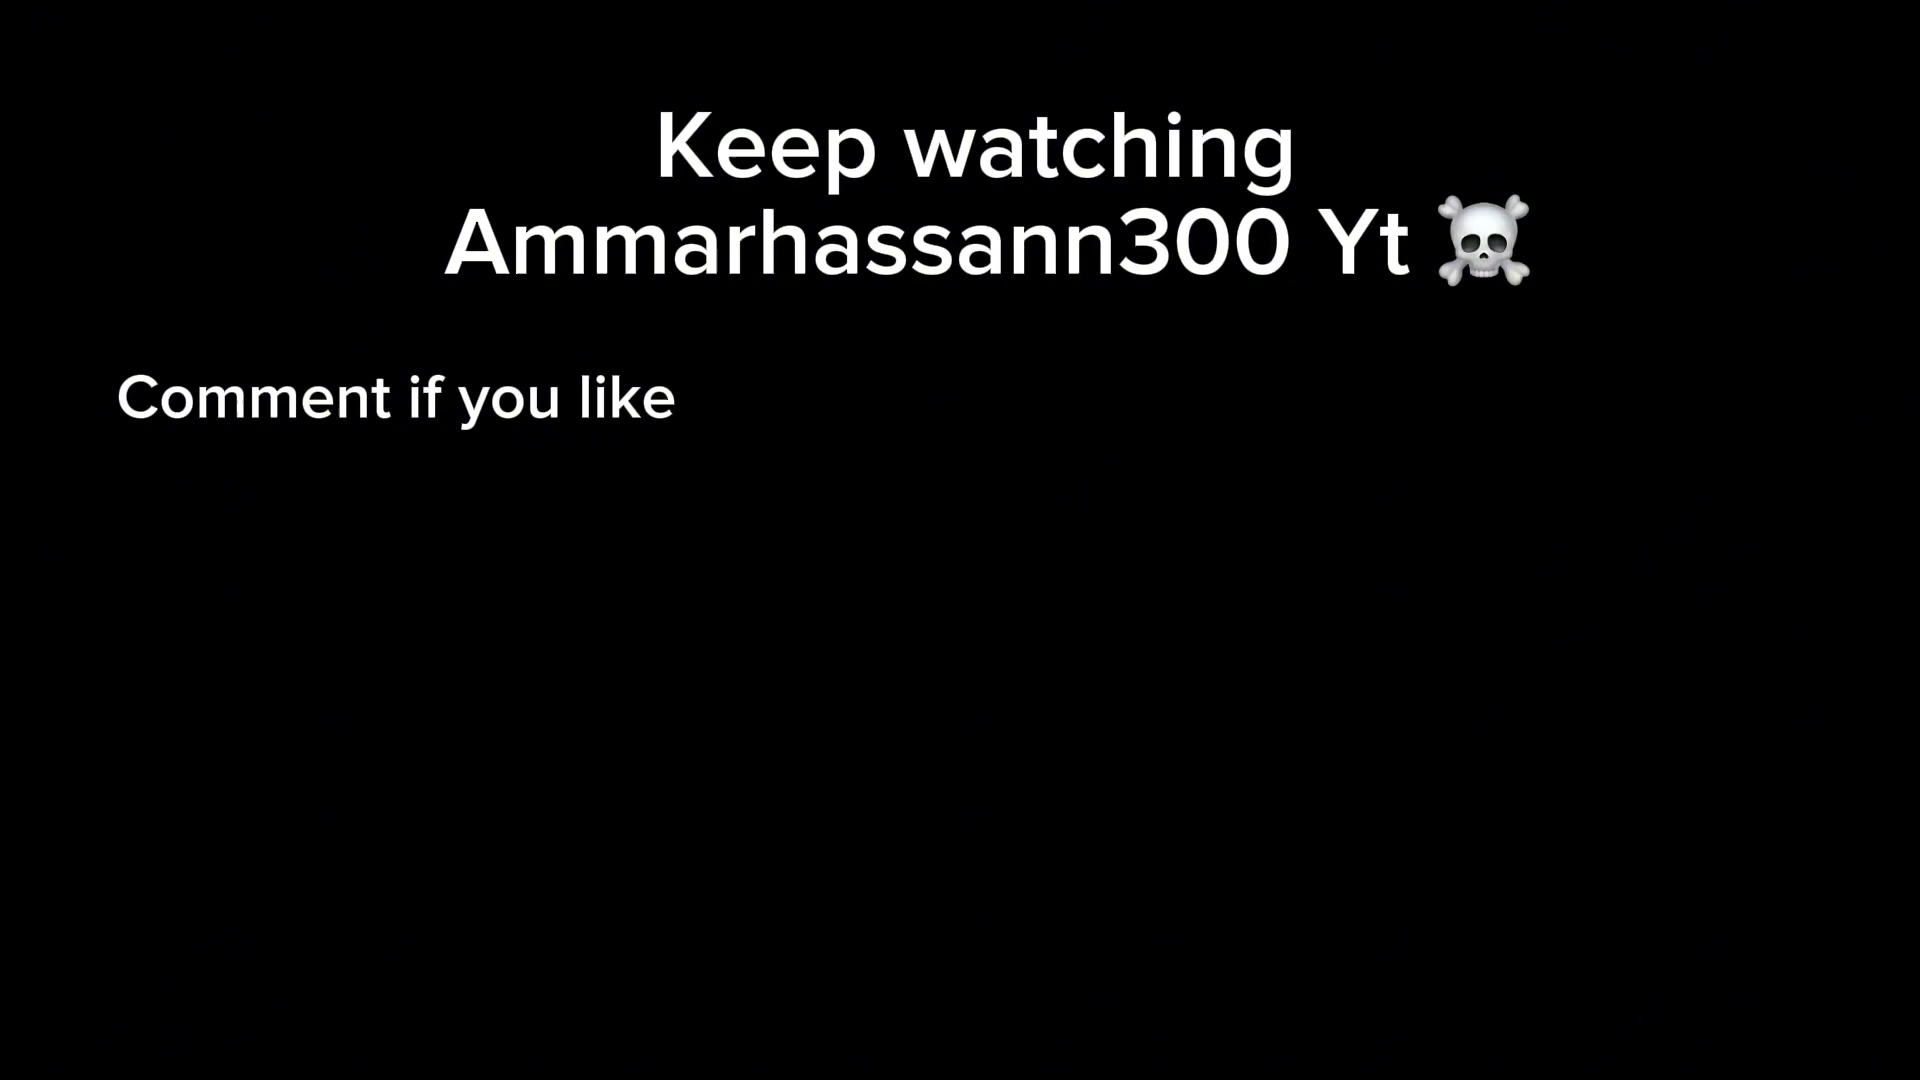 Keep watching
Ammarhassann300 Yt ☠️
Comment if you like